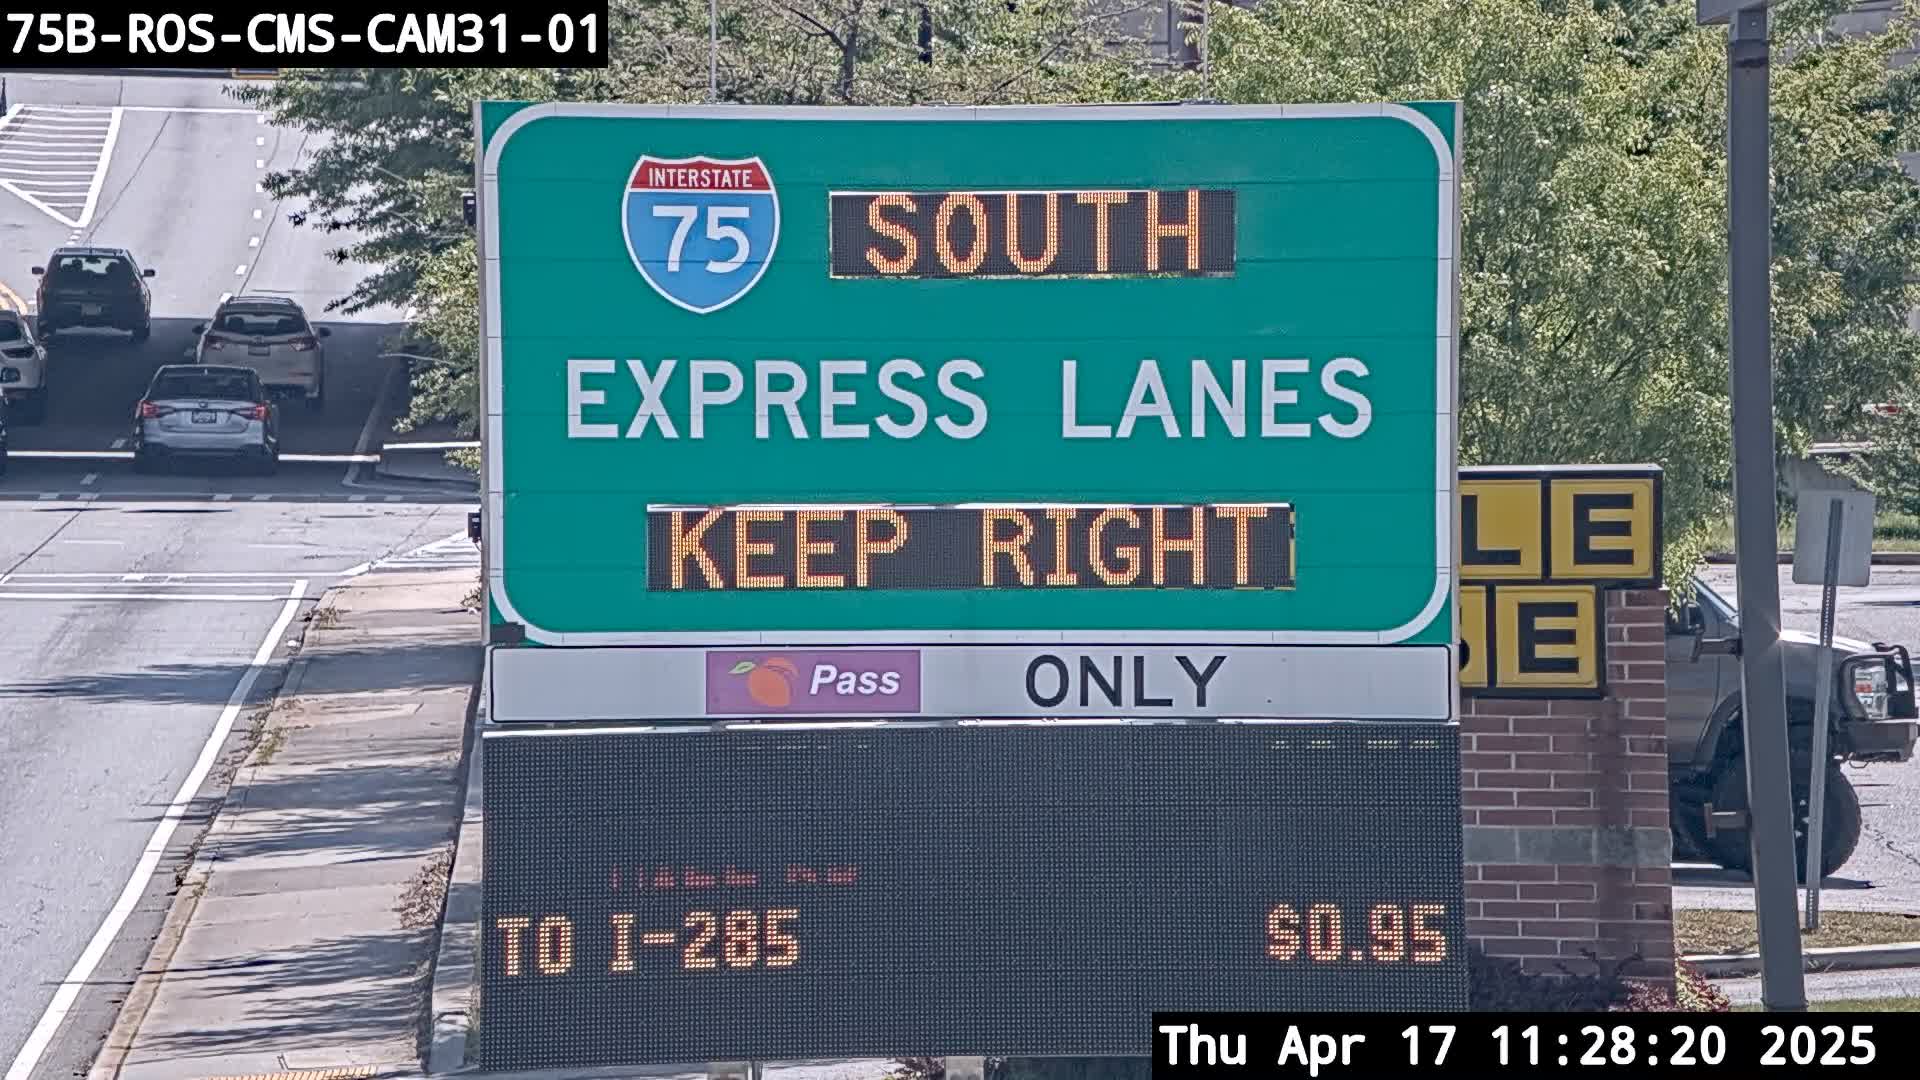 75B-ROS-CMS-CAM31-01
INTERSTATE
75
SOUTH
EXPRESS LANES
KEEP RIGHT
Pass ONLY
TO I-285 $0.95
LE
E
Thu Apr 17 11:28:20 2025